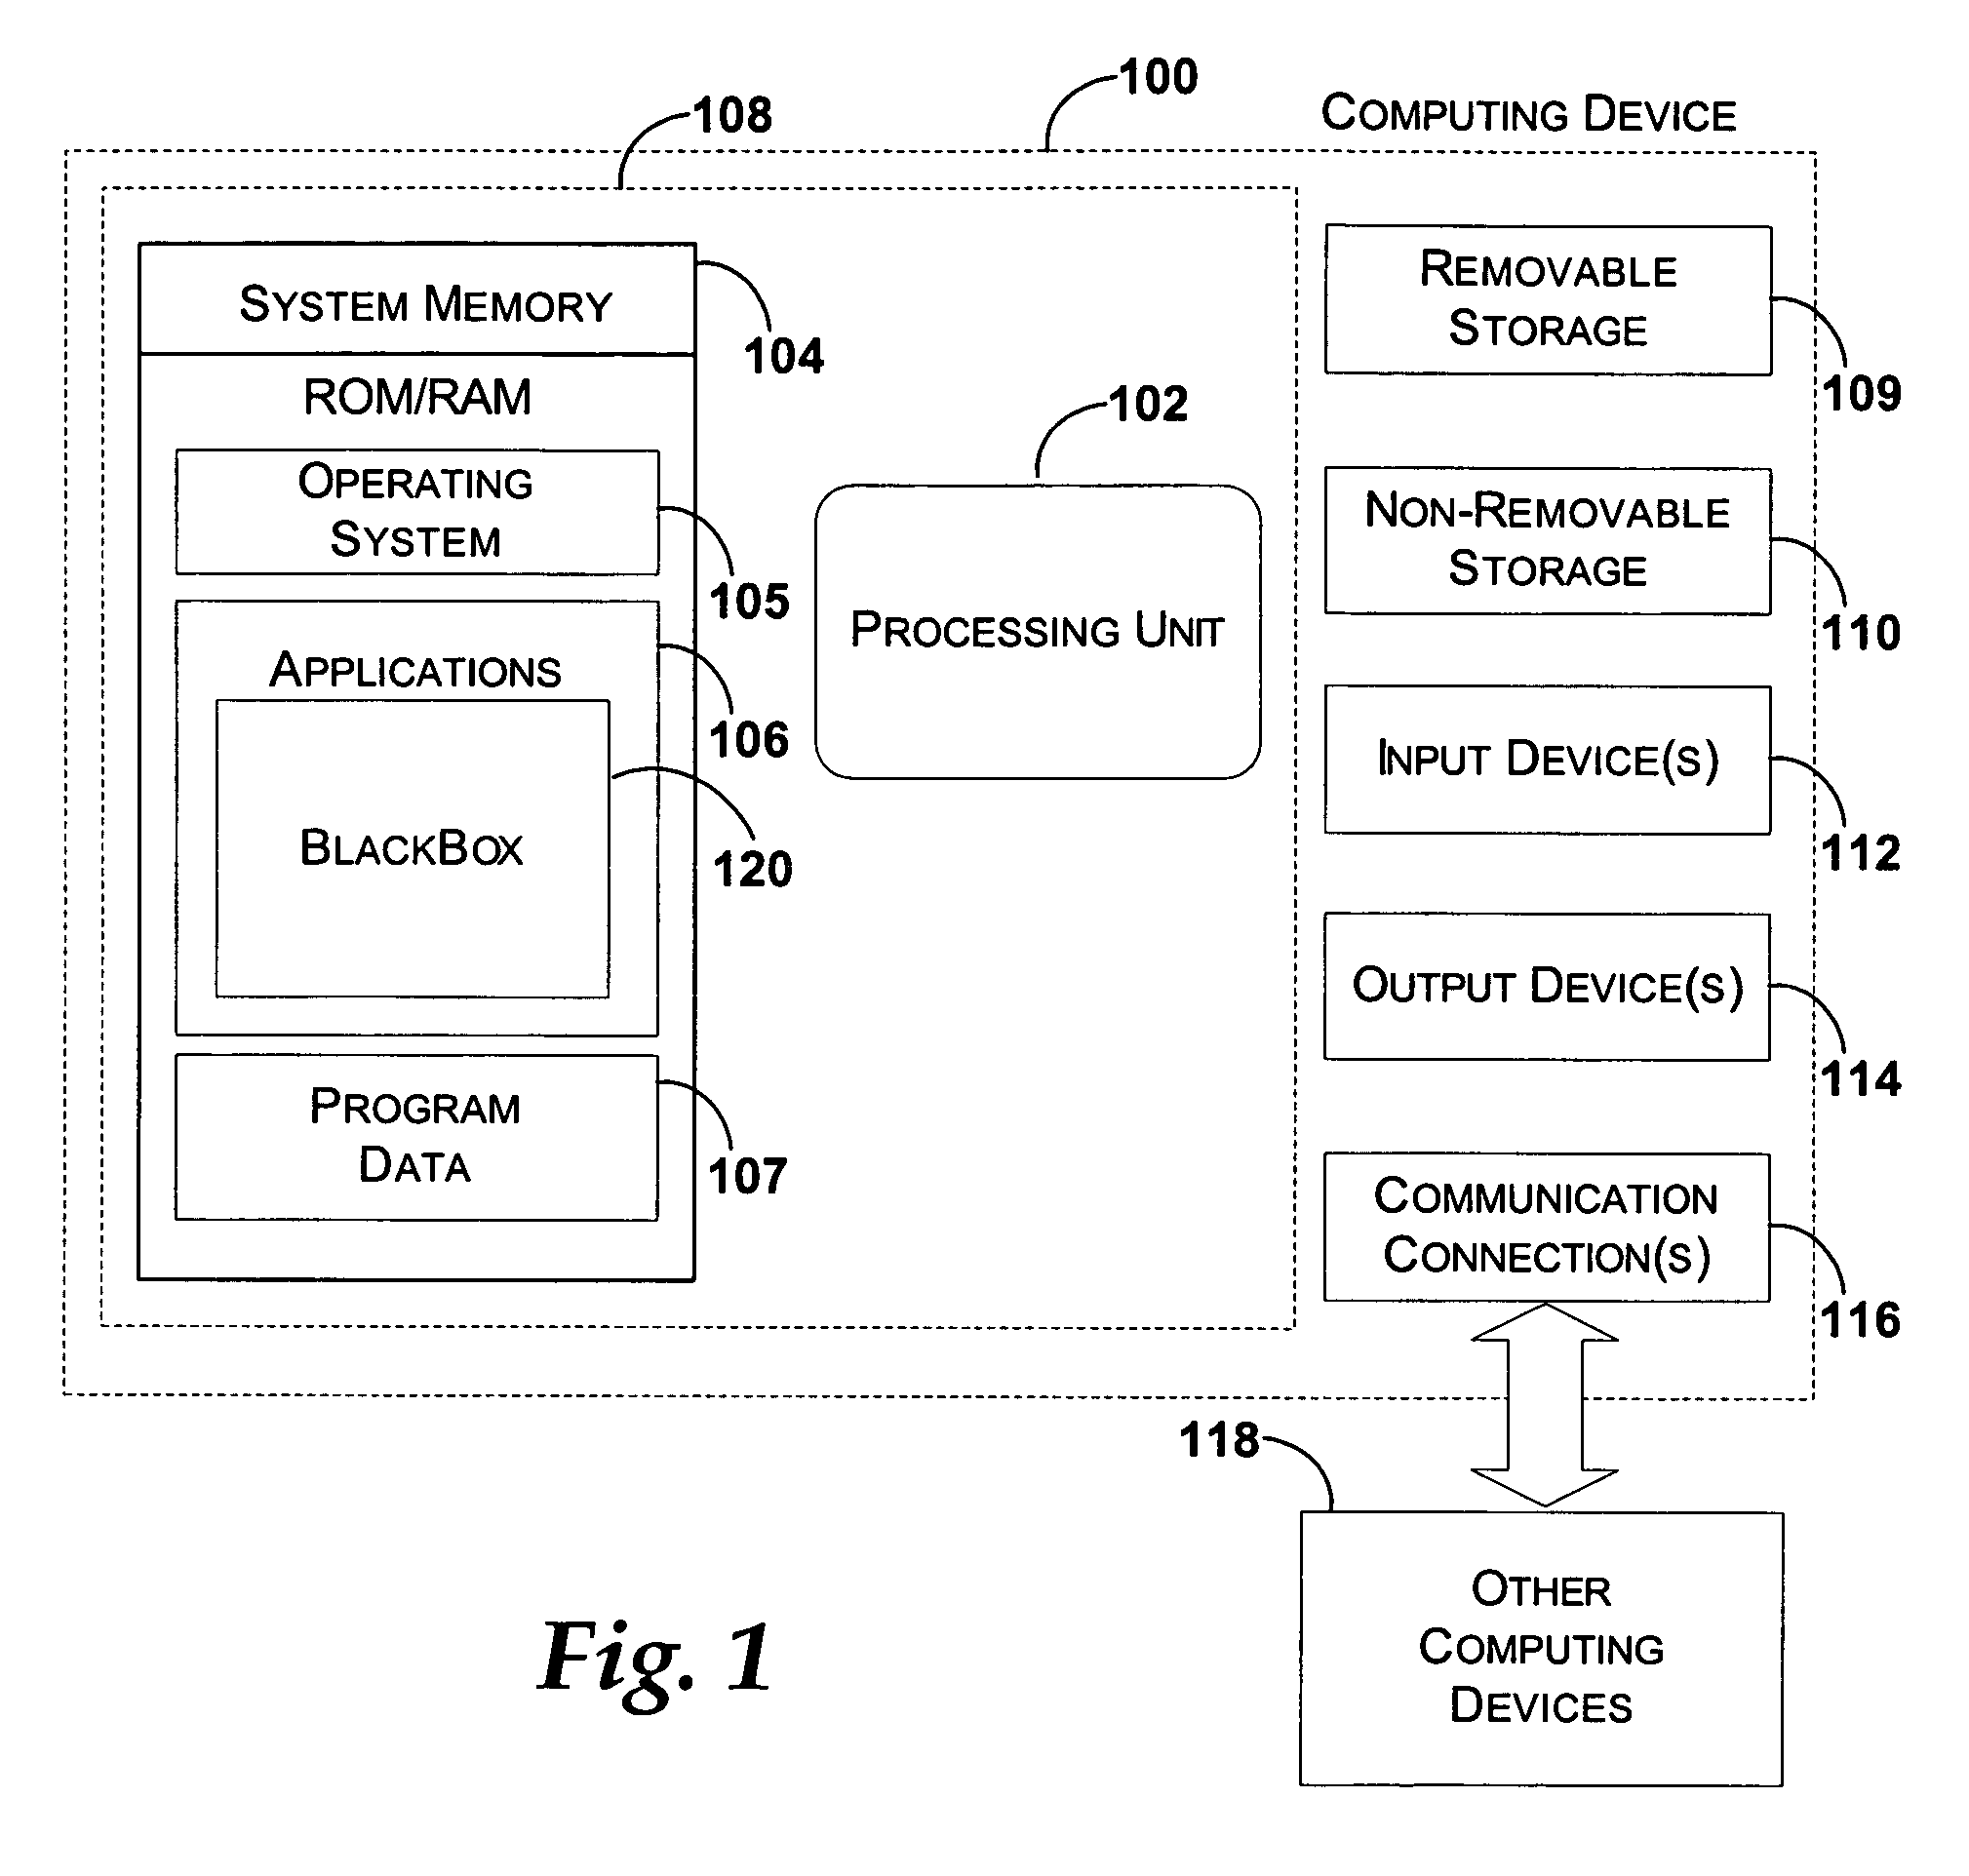 100
COMPUTING DEVICE
108
SYSTEM MEMORY
104
ROM/RAM
OPERATING
SYSTEM
105
APPLICATIONS
106
BLACKBOX
120
PROGRAM
DATA
107
102
PROCESSING UNIT
REMOVABLE
STORAGE
109
NON-REMOVABLE
STORAGE
110
INPUT DEVICE(S)
112
OUTPUT DEVICE(S)
114
COMMUNICATION
CONNECTION(S)
116
118
OTHER
COMPUTING
DEVICES
Fig. 1